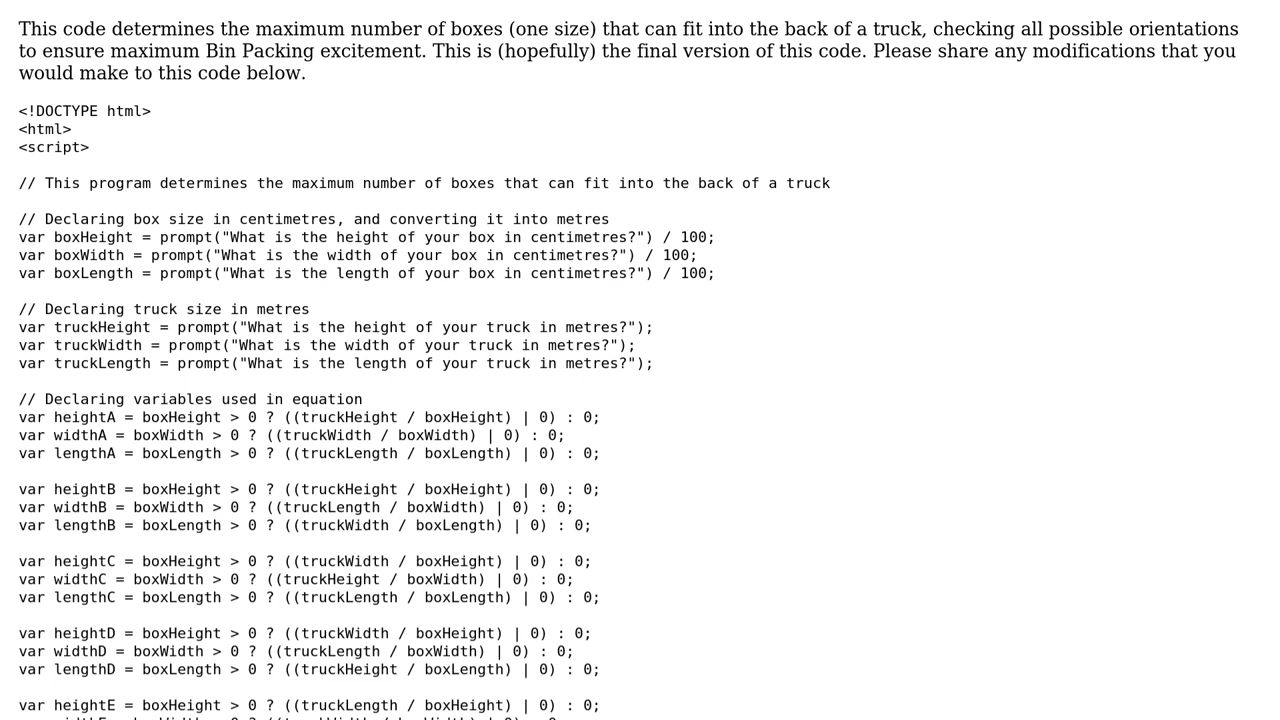 This code determines the maximum number of boxes (one size) that can fit into the back of a truck, checking all possible orientations
to ensure maximum Bin Packing excitement. This is (hopefully) the final version of this code. Please share any modifications that you
would make to this code below.
<!DOCTYPE html>
<html>
<script>
// This program determines the maximum number of boxes that can fit into the back of a truck
// Declaring box size in centimetres, and converting it into metres
var boxHeight = prompt("What is the height of your box in centimetres?") / 100;
var boxWidth = prompt("What is the width of your box in centimetres?") / 100;
var boxLength = prompt("What is the length of your box in centimetres?") / 100;
// Declaring truck size in metres
var truckHeight = prompt("What is the height of your truck in metres?");
var truckWidth = prompt("What is the width of your truck in metres?");
var truckLength = prompt("What is the length of your truck in metres?");
// Declaring variables used in equation
var heightA = boxHeight > 0 ? ((truckHeight / boxHeight) | 0) : 0;
var widthA = boxWidth > 0 ? ((truckWidth / boxWidth) | 0) : 0;
var lengthA = boxLength > 0 ? ((truckLength / boxLength) | 0) : 0;
var heightB = boxHeight > 0 ? ((truckHeight / boxHeight) | 0) : 0;
var widthB = boxWidth > 0 ? ((truckLength / boxWidth) | 0) : 0;
var lengthB = boxLength > 0 ? ((truckWidth / boxLength) | 0) : 0;
var heightC = boxHeight > 0 ? ((truckWidth / boxHeight) | 0) : 0;
var widthC = boxWidth > 0 ? ((truckHeight / boxWidth) | 0) : 0;
var lengthC = boxLength > 0 ? ((truckLength / boxLength) | 0) : 0;
var heightD = boxHeight > 0 ? ((truckWidth / boxHeight) | 0) : 0;
var widthD = boxWidth > 0 ? ((truckLength / boxWidth) | 0) : 0;
var lengthD = boxLength > 0 ? ((truckHeight / boxLength) | 0) : 0;
var heightE = boxHeight > 0 ? ((truckLength / boxHeight) | 0) : 0;